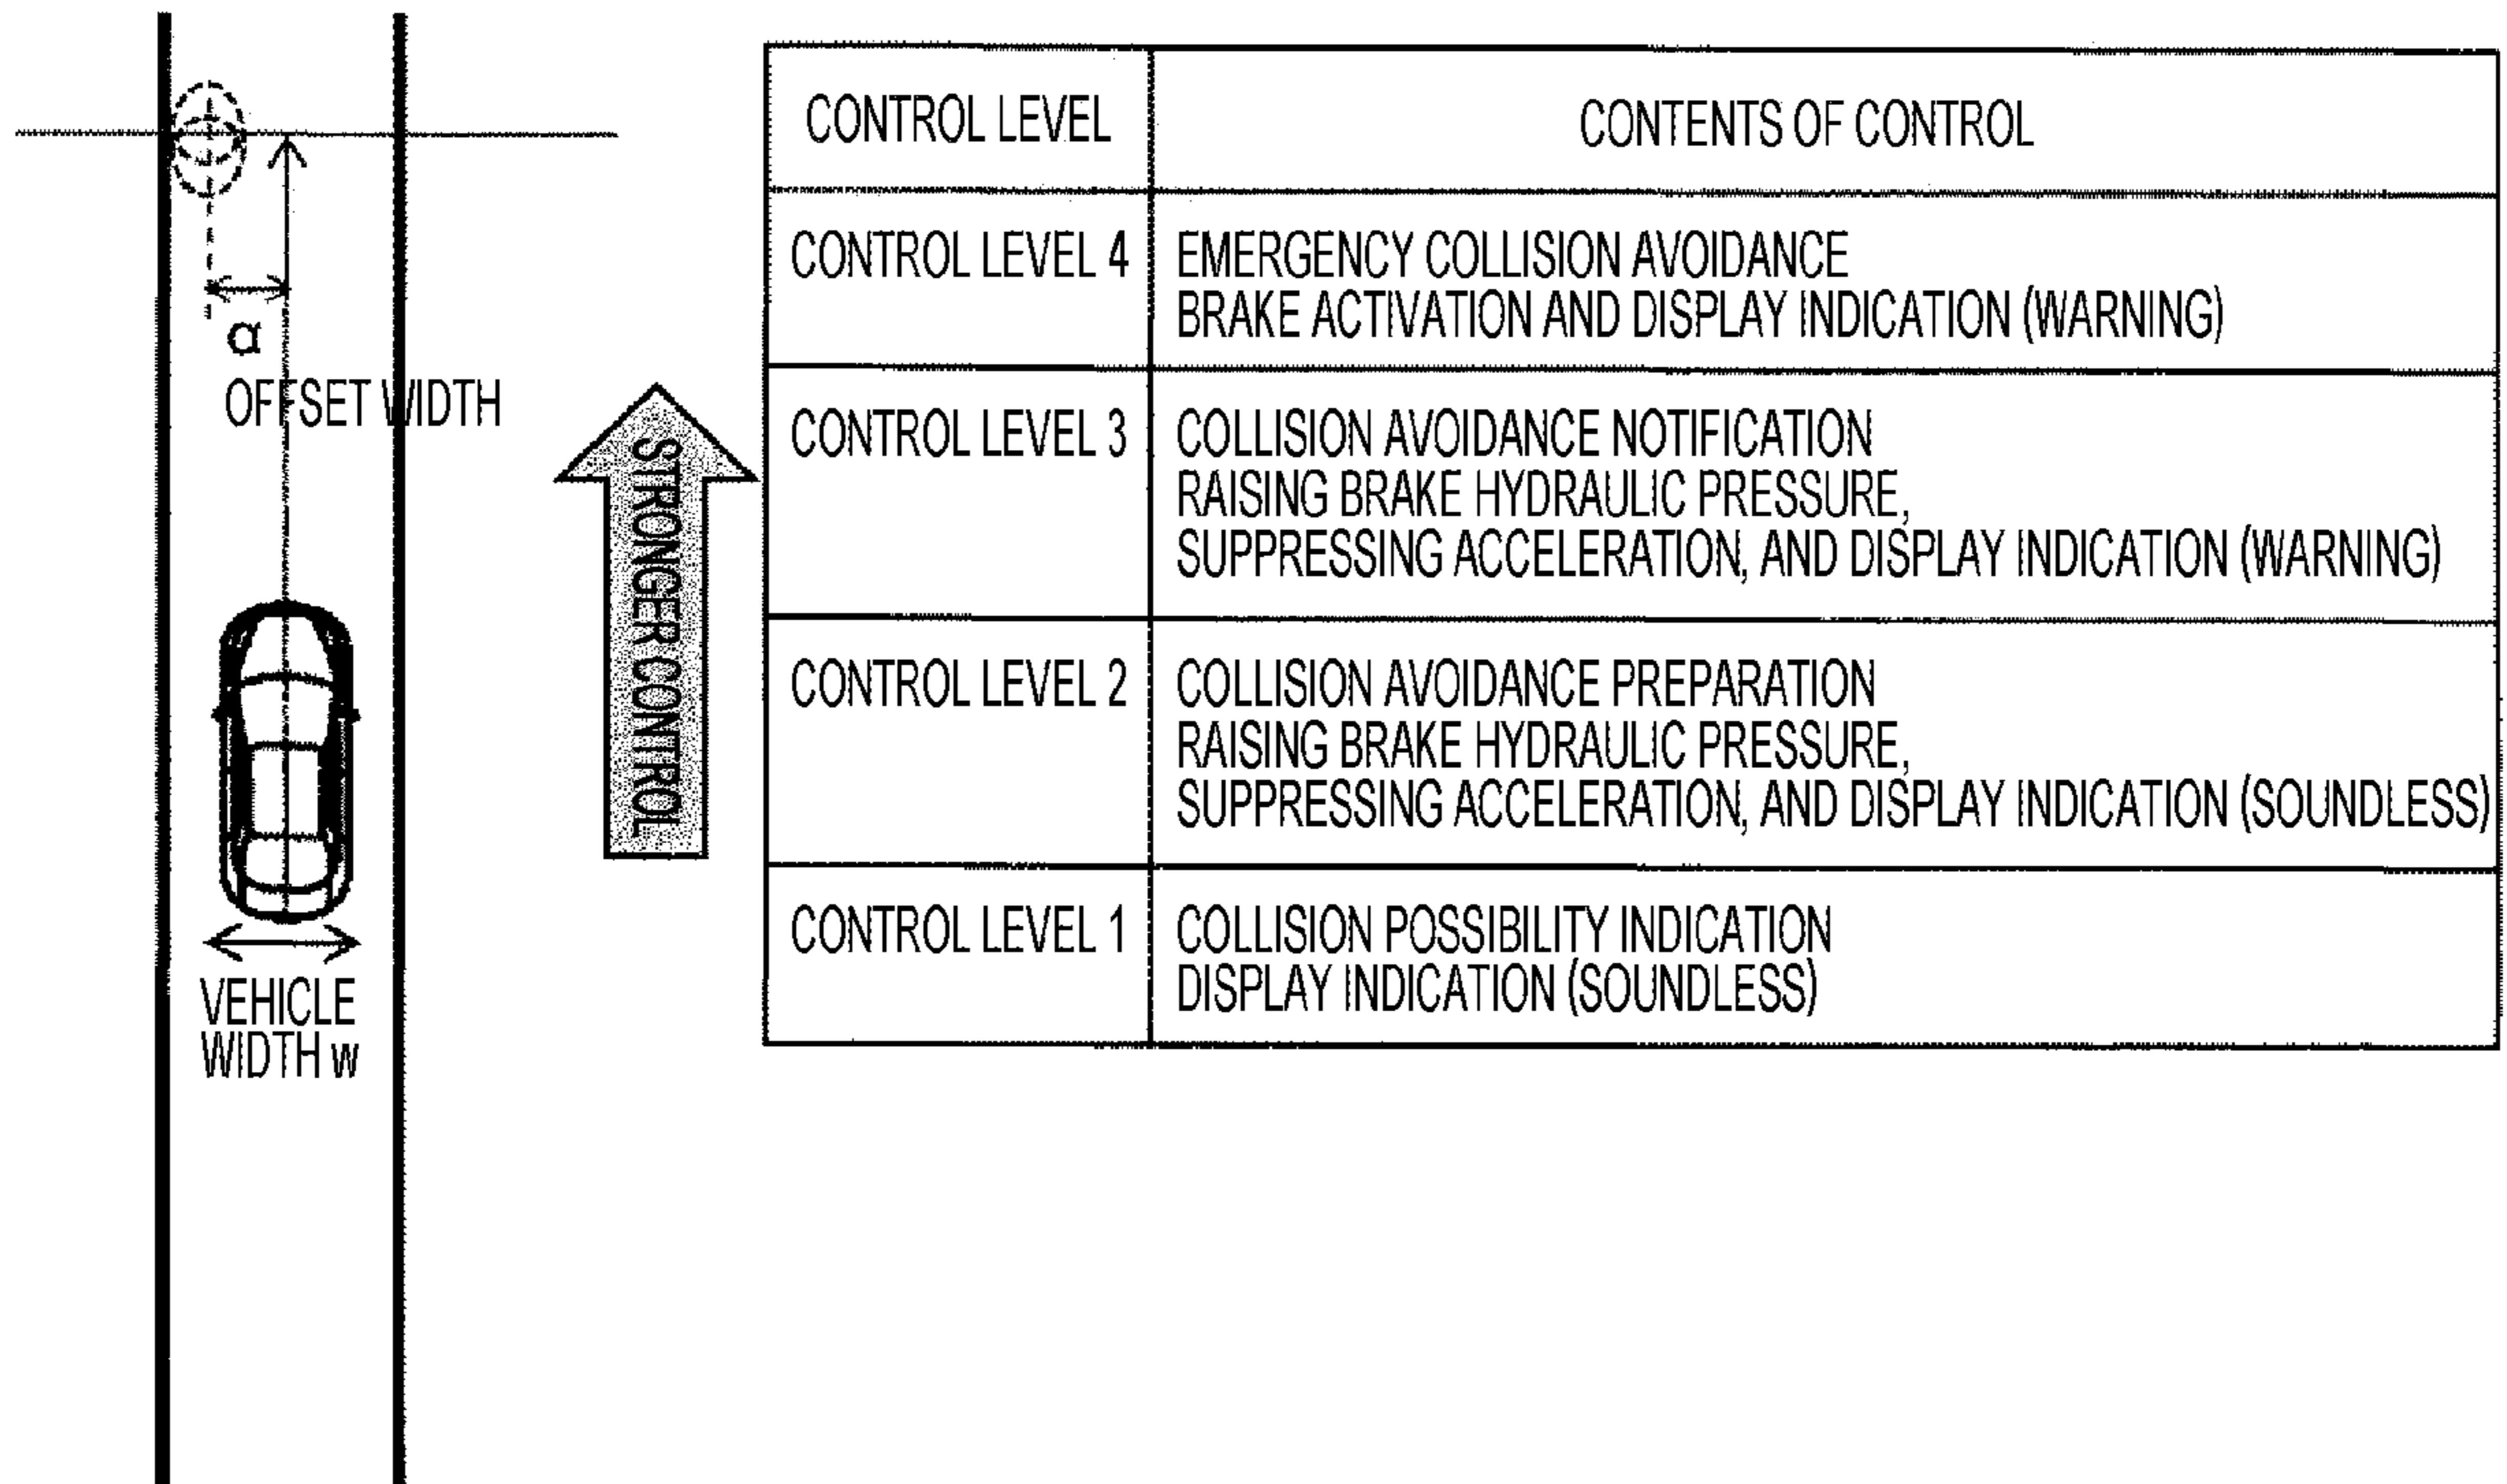 α
OFFSET WIDTH
VEHICLE
WIDTH w
STRONGER CONTROL
CONTROL LEVEL
CONTENTS OF CONTROL
CONTROL LEVEL 4
EMERGENCY COLLISION AVOIDANCE
BRAKE ACTIVATION AND DISPLAY INDICATION (WARNING)
CONTROL LEVEL 3
COLLISION AVOIDANCE NOTIFICATION
RAISING BRAKE HYDRAULIC PRESSURE,
SUPPRESSING ACCELERATION, AND DISPLAY INDICATION (WARNING)
CONTROL LEVEL 2
COLLISION AVOIDANCE PREPARATION
RAISING BRAKE HYDRAULIC PRESSURE,
SUPPRESSING ACCELERATION, AND DISPLAY INDICATION (SOUNDLESS)
CONTROL LEVEL 1
COLLISION POSSIBILITY INDICATION
DISPLAY INDICATION (SOUNDLESS)